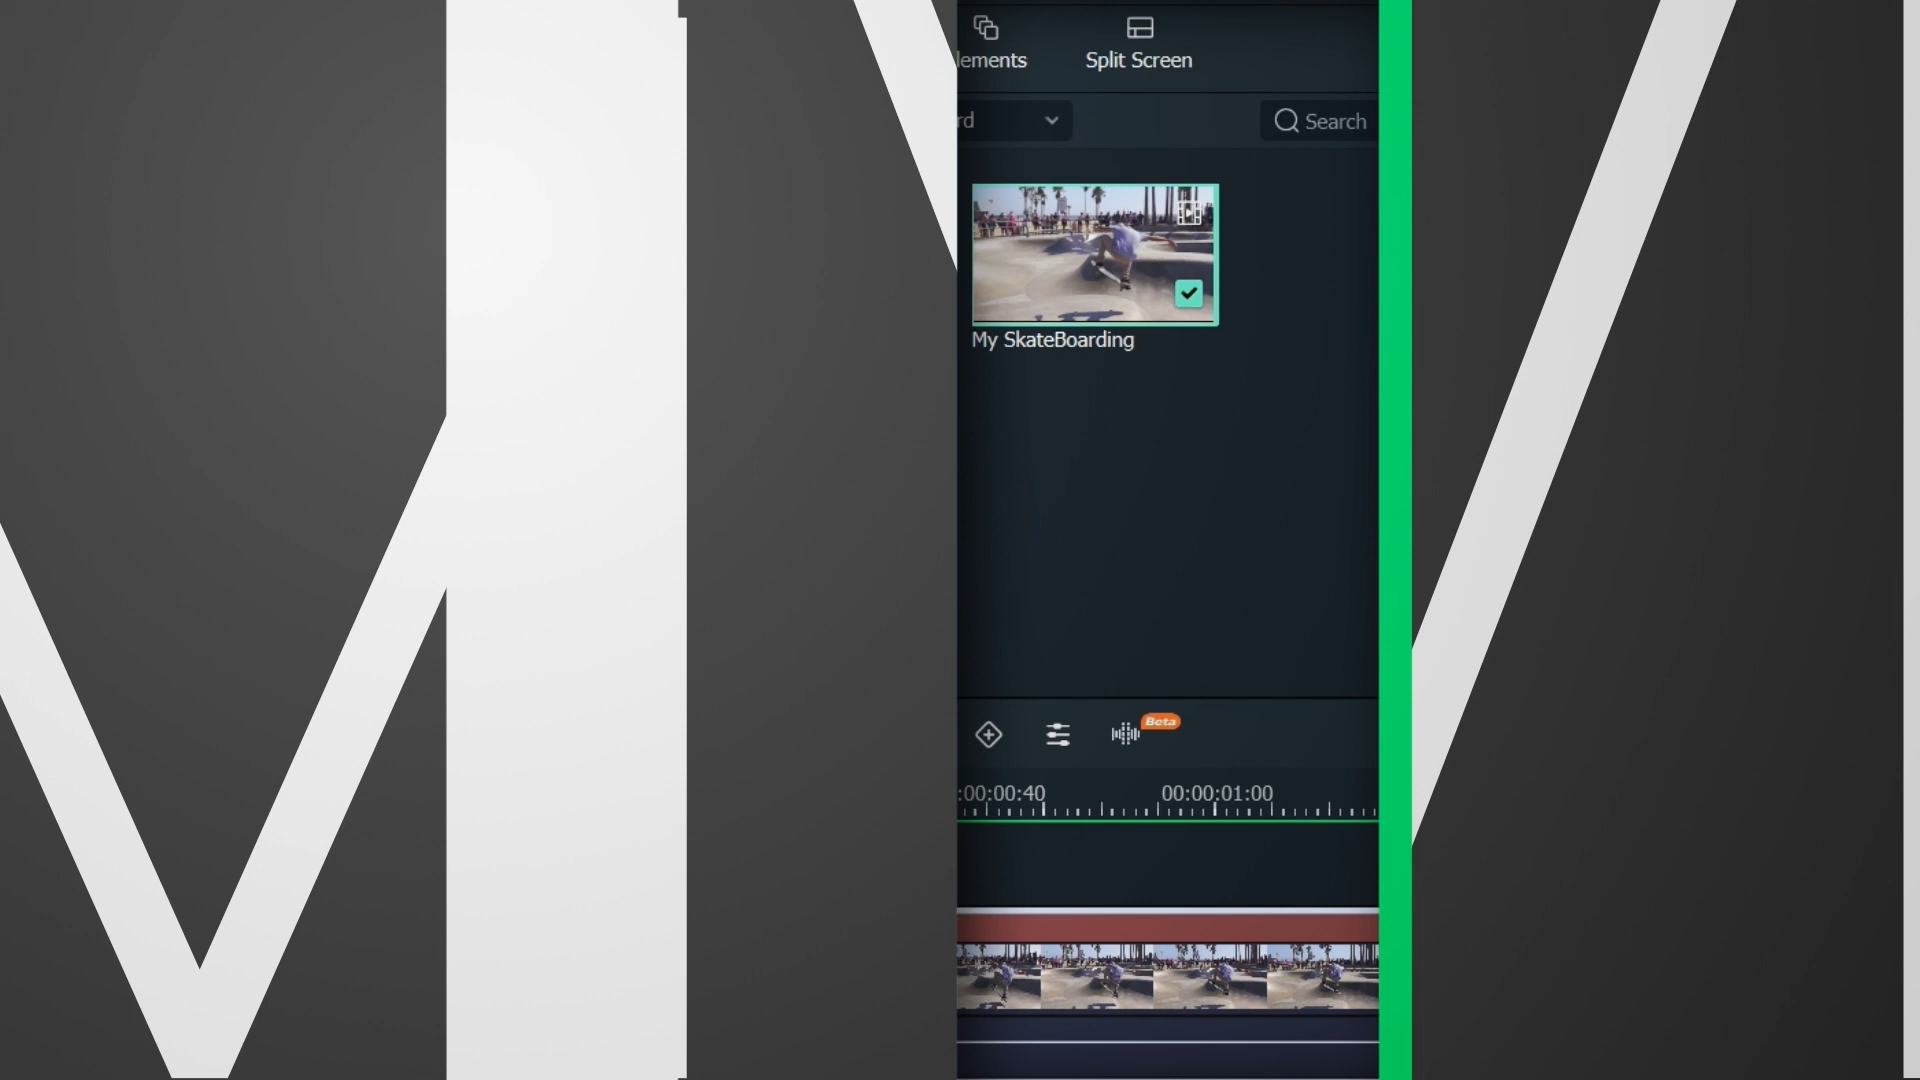 lements
Split Screen
rd
Search
My SkateBoarding
Beta
:00:00:40
00:00:01:00